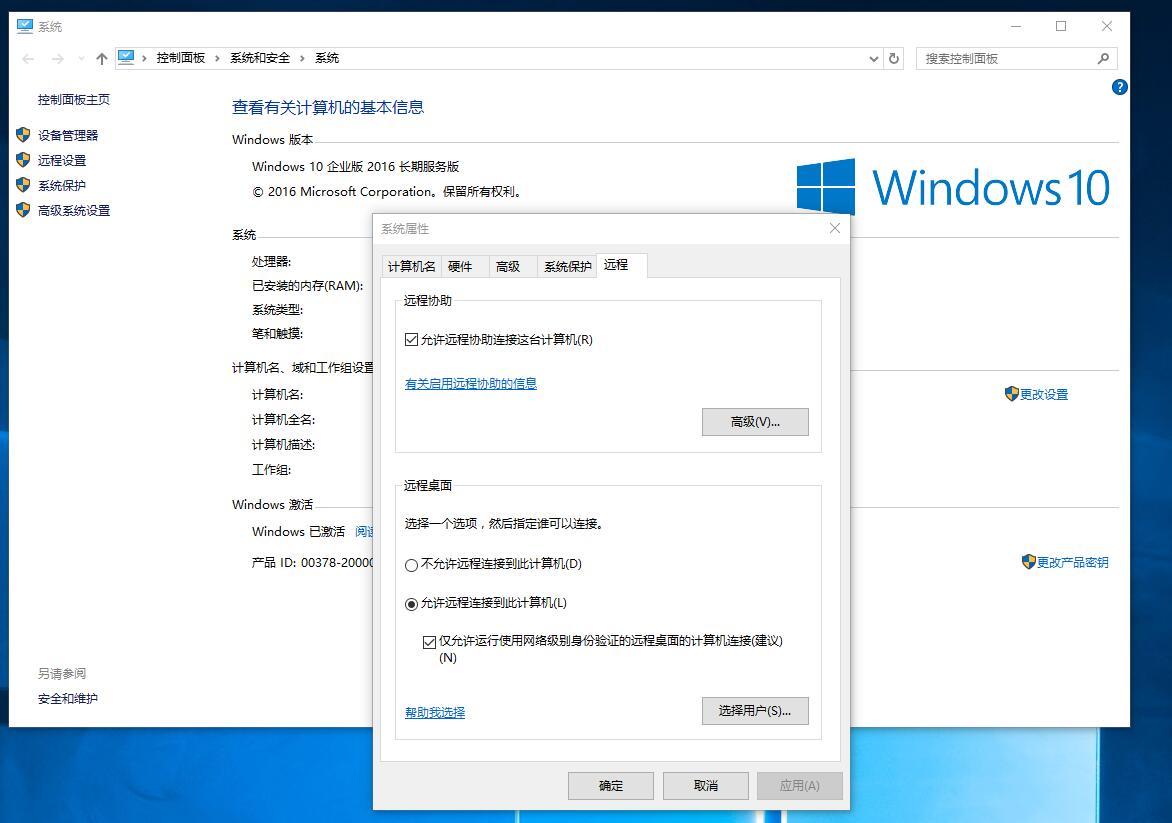 系统
控制面板 › 系统和安全 › 系统
搜索控制面板
控制面板主页
设备管理器
远程设置
系统保护
高级系统设置
另请参阅
安全和维护
查看有关计算机的基本信息
Windows 版本
Windows 10 企业版 2016 长期服务版
© 2016 Microsoft Corporation。保留所有权利。
Windows 10
系统
处理器:
已安装的内存(RAM):
系统类型:
笔和触摸:
计算机名、域和工作组设置
计算机名:
计算机全名:
计算机描述:
工作组:
更改设置
Windows 激活
Windows 已激活 阅读
产品 ID: 00378-20000
更改产品密钥
系统属性
计算机名 硬件 高级 系统保护 远程
远程协助
允许远程协助连接这台计算机(R)
有关启用远程协助的信息
高级(V)...
远程桌面
选择一个选项，然后指定谁可以连接。
不允许远程连接到此计算机(D)
允许远程连接到此计算机(L)
仅允许运行使用网络级别身份验证的远程桌面的计算机连接(建议)
(N)
帮助我选择
选择用户(S)...
确定 取消 应用(A)